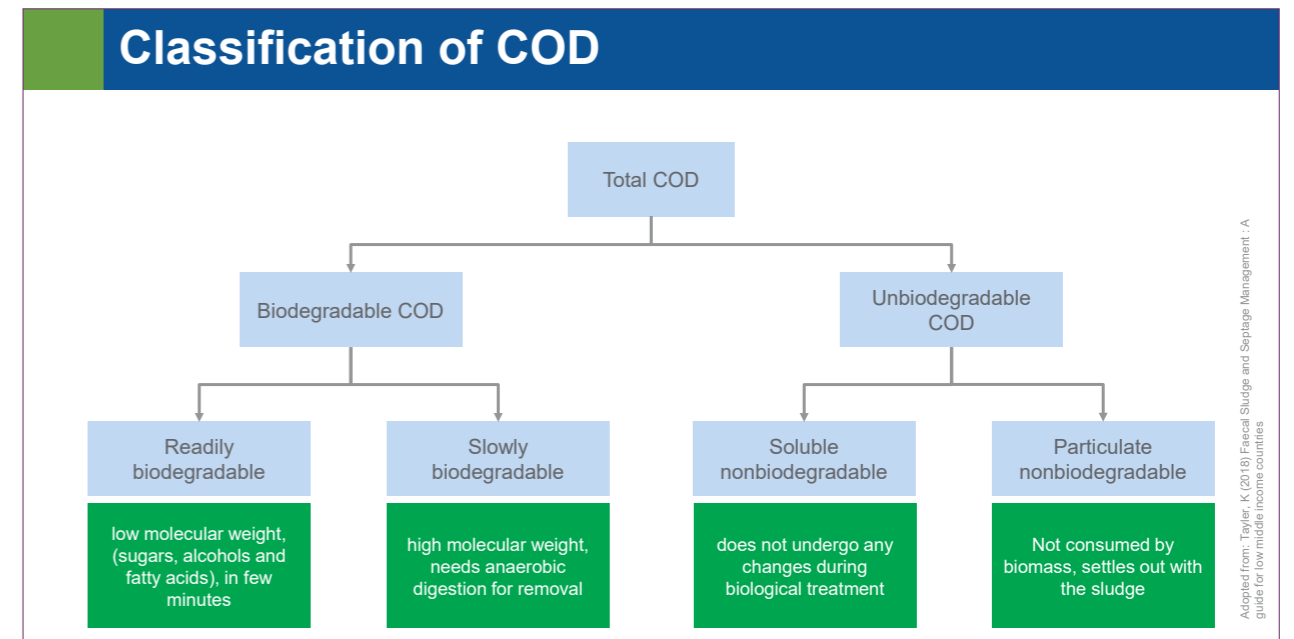 Classification of COD
Total COD
Biodegradable COD
Unbiodegradable
COD
Readily
biodegradable
Slowly
biodegradable
Soluble
nonbiodegradable
Particulate
nonbiodegradable
low molecular weight,
(sugars, alcohols and
fatty acids), in few
minutes
high molecular weight,
needs anaerobic
digestion for removal
does not undergo any
changes during
biological treatment
Not consumed by
biomass, settles out with
the sludge
Adopted from: Tayler, K (2018) Faecal Sludge and Septage Management : A
guide for low middle income countries